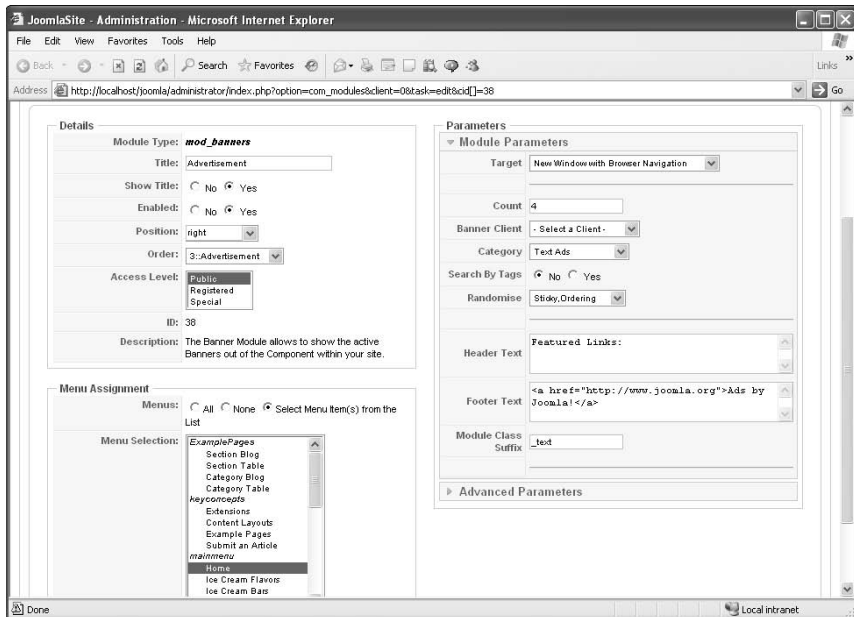 JoomlaSite - Administration - Microsoft Internet Explorer
File Edit View Favorites Tools Help
Back Search Favorites Links »
Address http://localhost/joomla/administrator/index.php?option=com_modules&client=0&task=edit&cid[]=38 Go
Details
Module Type: mod_banners
Title: Advertisement
Show Title: No Yes
Enabled: No Yes
Position: right
Order: 3::Advertisement
Access Level: Public
Registered
Special
ID: 38
Description: The Banner Module allows to show the active
Banners out of the Component within your site.
Menu Assignment
Menus: All None Select Menu Item(s) from the
List
Menu Selection: ExamplePages
Section Blog
Section Table
Category Blog
Category Table
keyconcepts
Extensions
Content Layouts
Example Pages
Submit an Article
mainmenu
Home
Ice Cream Flavors
Ice Cream Bars
Parameters
Module Parameters
Target New Window with Browser Navigation
Count 4
Banner Client - Select a Client -
Category Text Ads
Search By Tags No Yes
Randomise Sticky,Ordering
Header Text Featured Links:
Footer Text <a href="http://www.joomla.org">Ads by
Joomla!</a>
Module Class
Suffix _text
Advanced Parameters
Done Local intranet